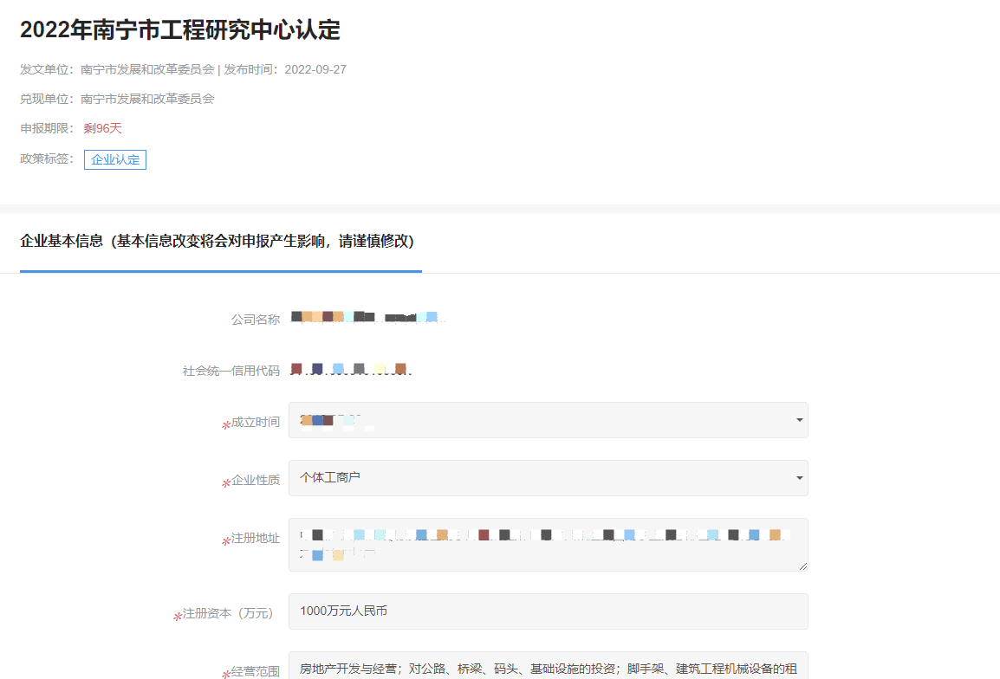 2022年南宁市工程研究中心认定
发文单位：南宁市发展和改革委员会 | 发布时间：2022-09-27
兑现单位：南宁市发展和改革委员会
申报期限： 剩96天
政策标签： 企业认定
企业基本信息（基本信息改变将会对申报产生影响，请谨慎修改）
公司名称
社会统一信用代码
*成立时间
*企业性质 个体工商户
*注册地址
*注册资本（万元） 1000万元人民币
*经营范围 房地产开发与经营；对公路、桥梁、码头、基础设施的投资；脚手架、建筑工程机械设备的租